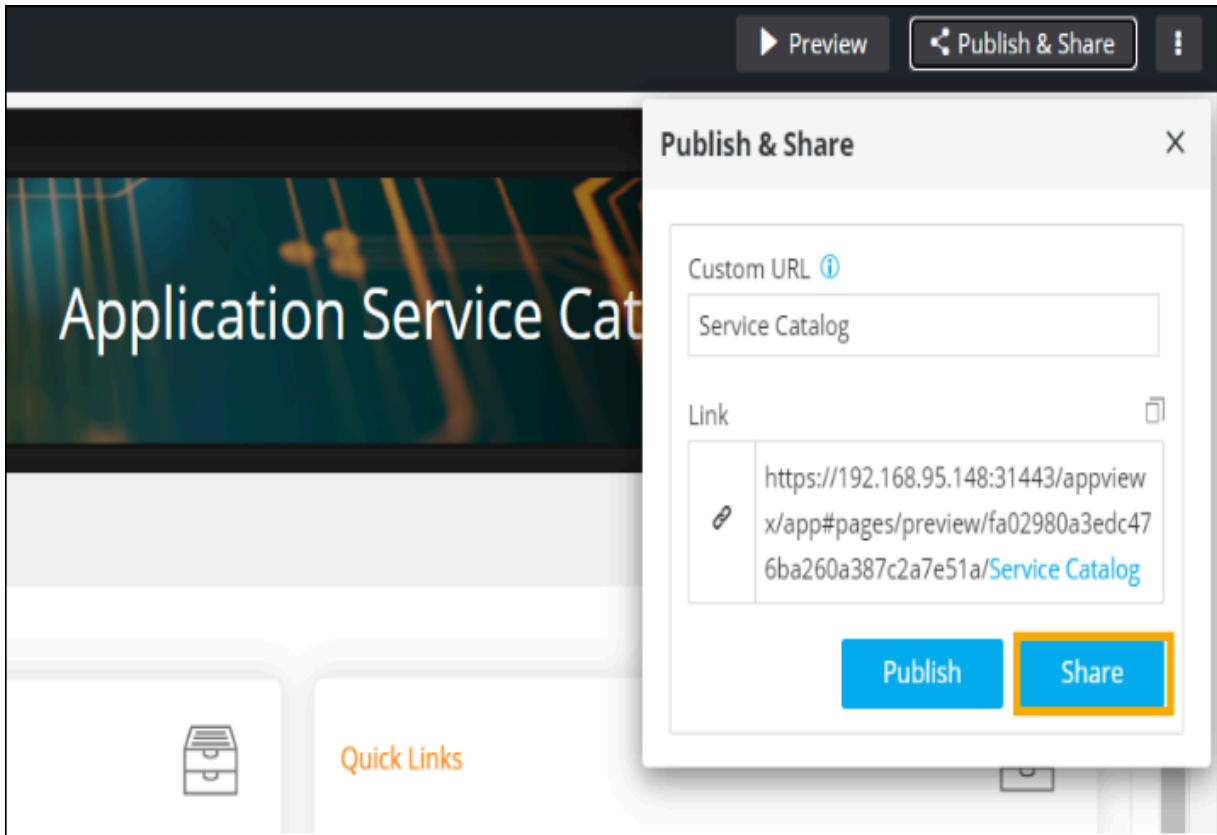 Preview
Publish & Share
Publish & Share
Application Service Cat
Custom URL
Service Catalog
Link
https://192.168.95.148:31443/appview
x/app#pages/preview/fa02980a3edc47
6ba260a387c2a7e51a/Service Catalog
Publish
Share
Quick Links